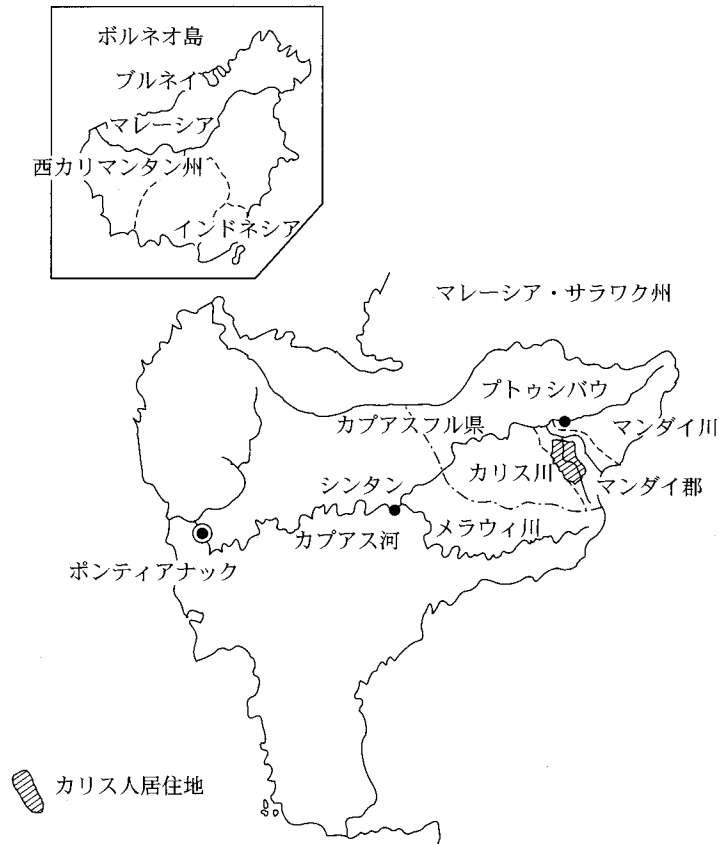 ボルネオ島
ブルネイ
マレーシア
西カリマンタン州
インドネシア
マレーシア・サラワク州
プトゥシバウ
カプアスフル県
マンダイ川
カリス川
シンタン
マンダイ郡
カプアス河
メラウィ川
ポンティアナック
カリス人居住地